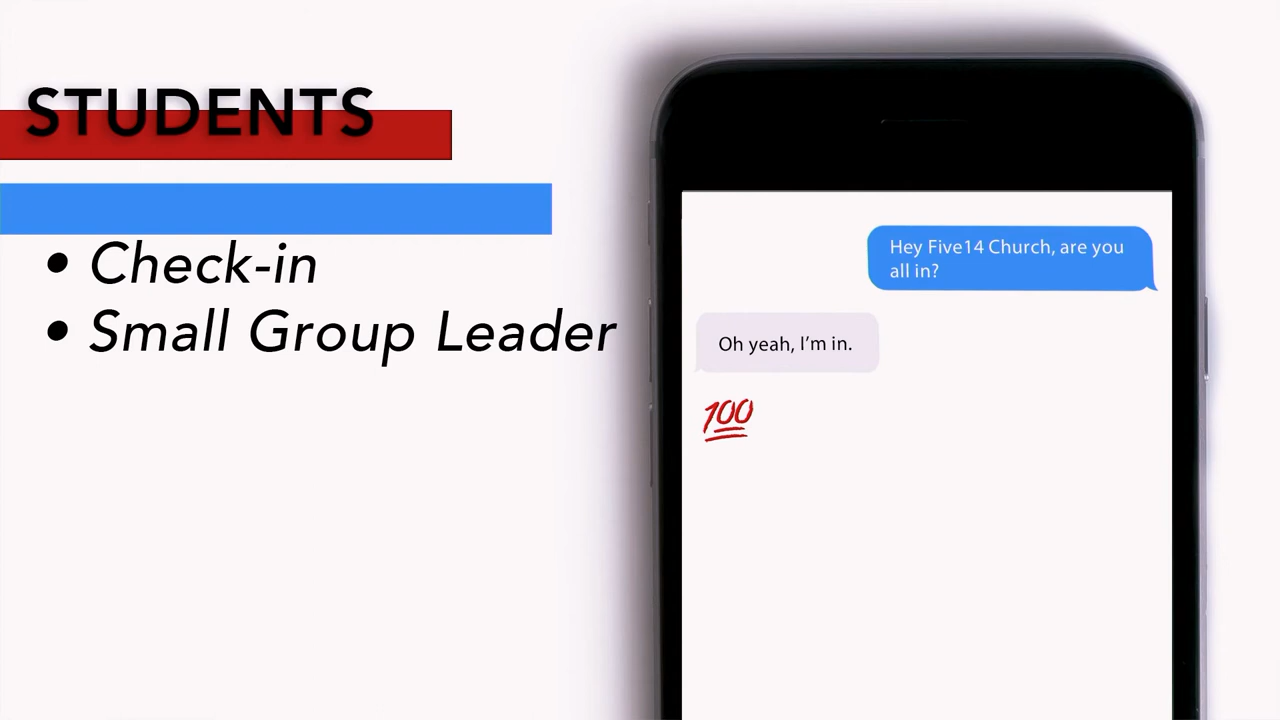 STUDENTS
• Check-in
• Small Group Leader
Hey Five14 Church, are you
all in?
Oh yeah, I'm in.
💯